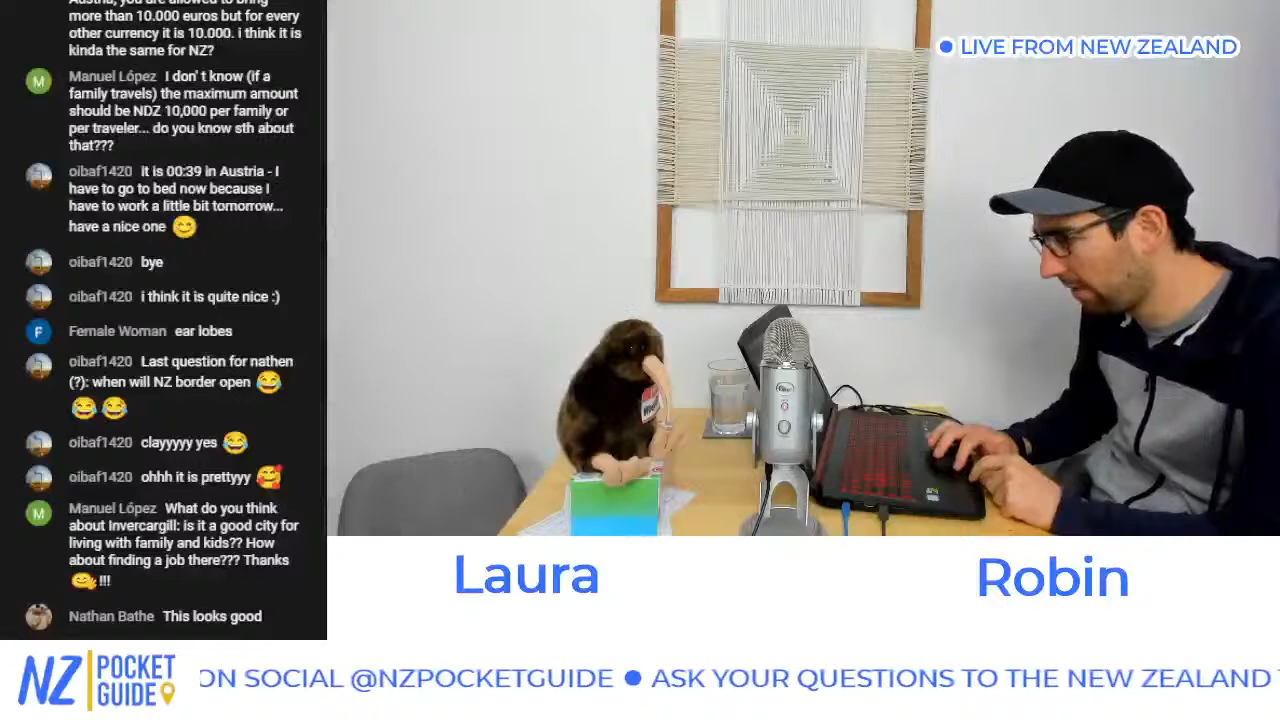 Austria, you are allowed to bring
more than 10.000 euros but for every
other currency it is 10.000. i think it is
kinda the same for NZ?
M
Manuel López I don' t know (if a
family travels) the maximum amount
should be NDZ 10,000 per family or
per traveler... do you know sth about
that???
oibaf1420 It is 00:39 in Austria - I
have to go to bed now because I
have to work a little bit tomorrow...
have a nice one 😊
oibaf1420 bye
oibaf1420 i think it is quite nice :)
F
Female Woman ear lobes
oibaf1420 Last question for nathen
(?): when will NZ border open 😂
😂😂
oibaf1420 clayyyyy yes 😂
oibaf1420 ohhh it is prettyyy 🥰
M
Manuel López What do you think
about Invercargill: is it a good city for
living with family and kids?? How
about finding a job there??? Thanks
🤗!!!
Nathan Bathe This looks good
LIVE FROM NEW ZEALAND
blue
Laura
Robin
NZ POCKET
GUIDE
ON SOCIAL @NZPOCKETGUIDE ● ASK YOUR QUESTIONS TO THE NEW ZEALAND